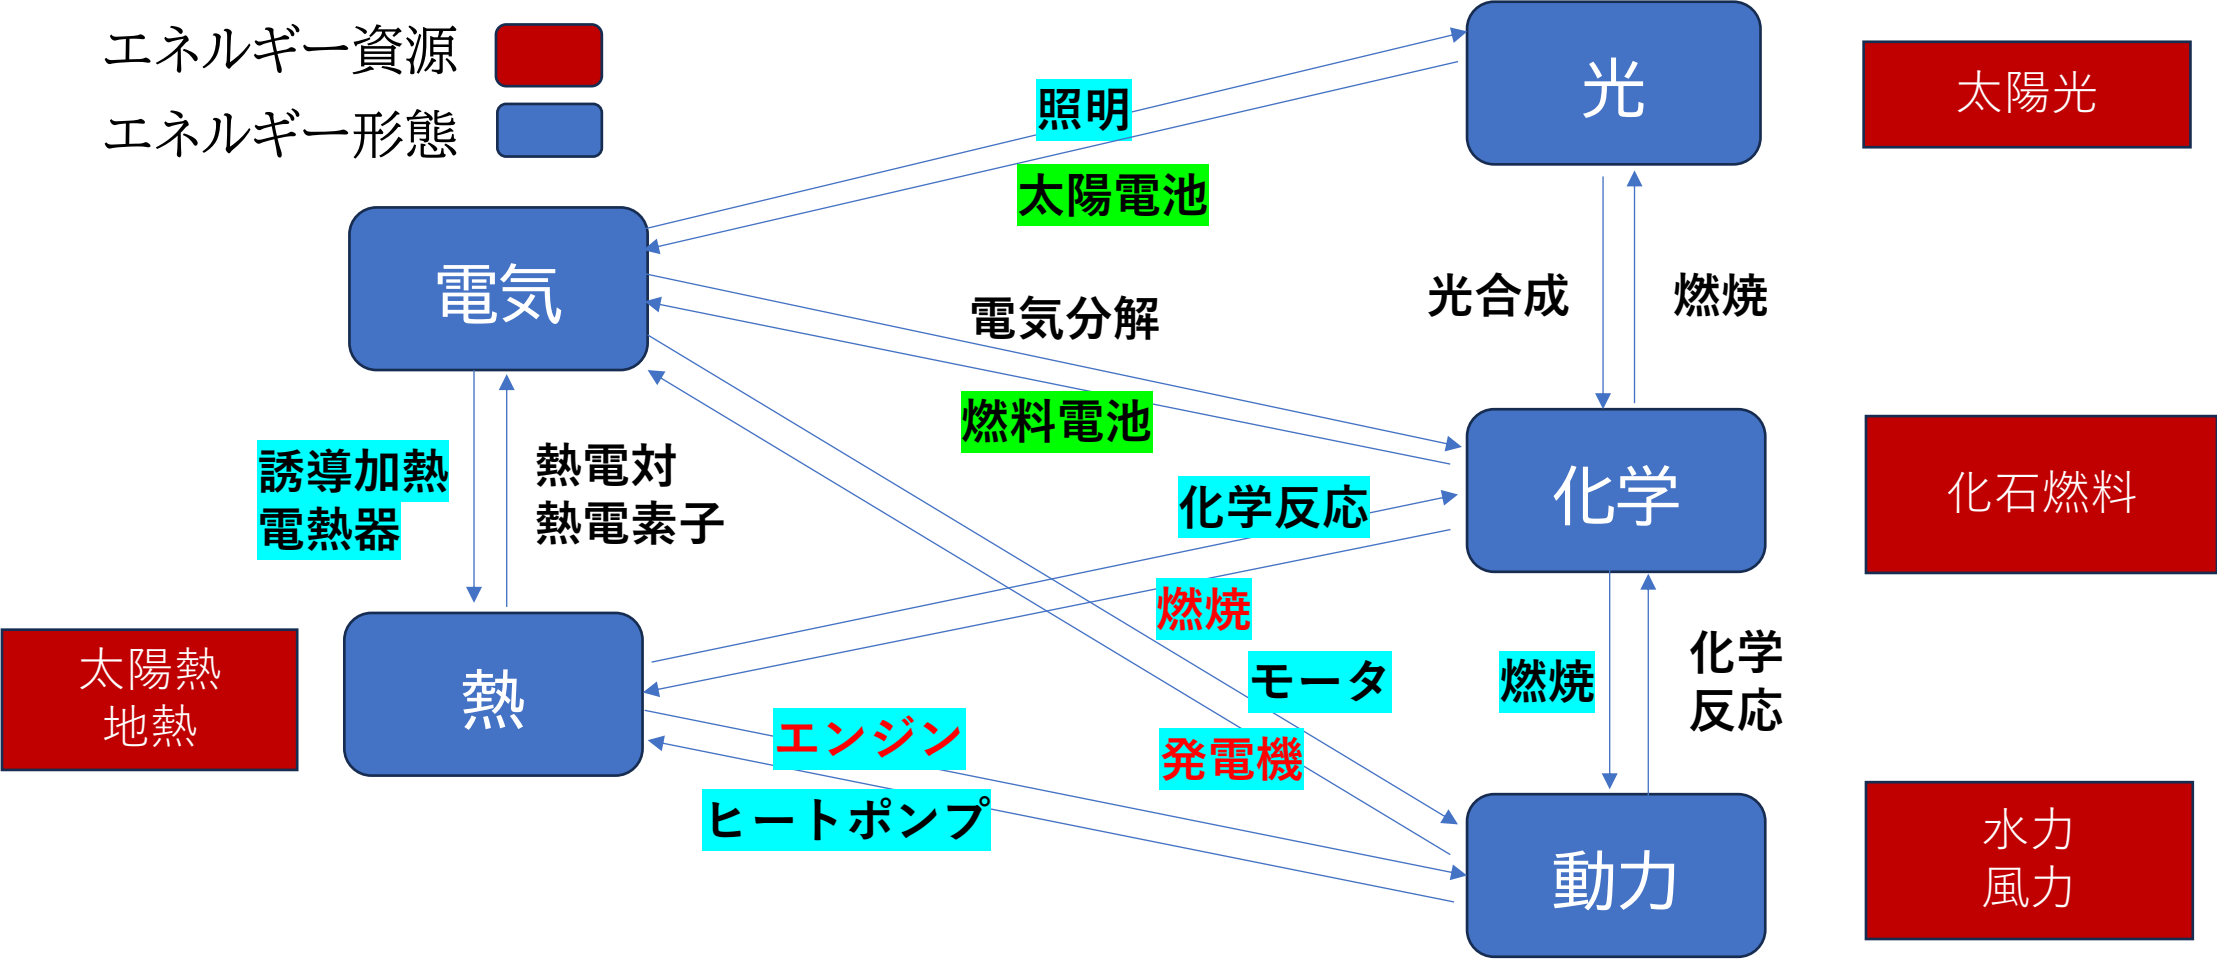 エネルギー資源
エネルギー形態
光
太陽光
照明
太陽電池
電気
電気分解
光合成
燃焼
燃料電池
誘導加熱
電熱器
熱電対
熱電素子
化学反応
化学
化石燃料
燃焼
モータ
燃焼
化学
反応
太陽熱
地熱
熱
エンジン
発電機
ヒートポンプ
動力
水力
風力